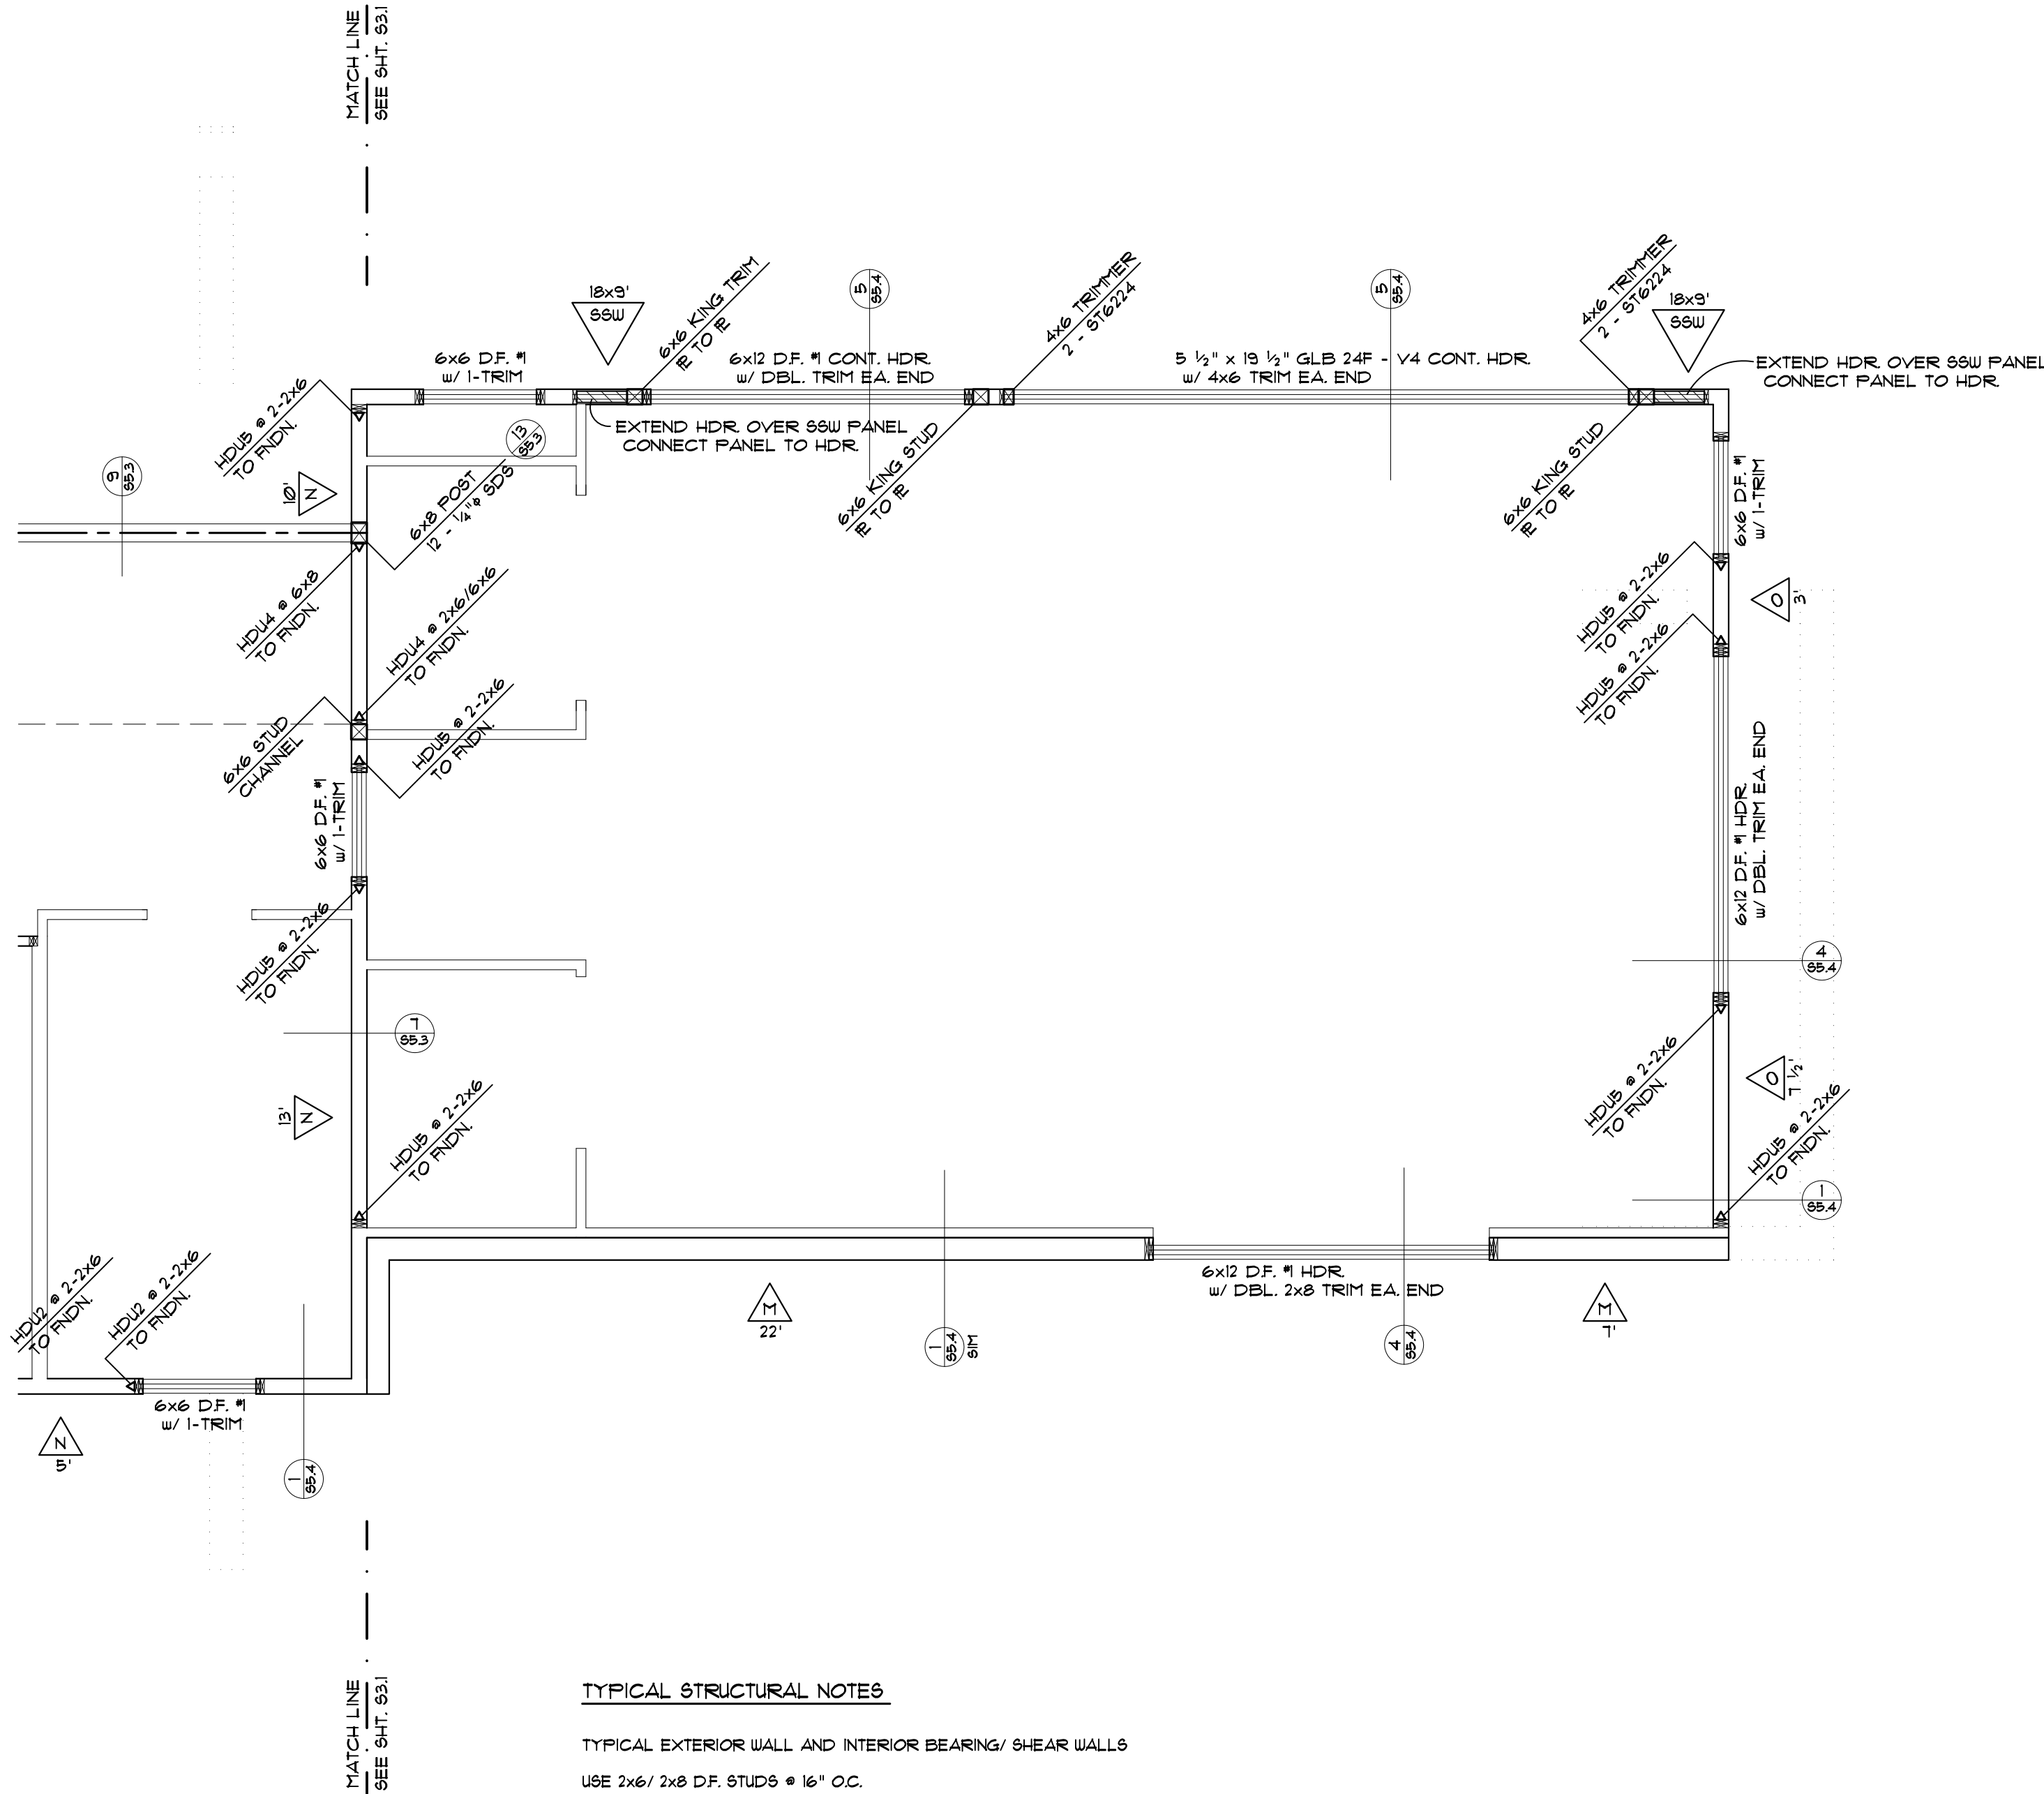 MATCH LINE
SEE SHT. S3.1
18x9'
SSW
6x6 KING TRIM
PL TO PL
5
S5.4
4x6 TRIMMER
2 - ST6224
5
S5.4
4x6 TRIMMER
2 - ST6224
18x9'
SSW
6x6 D.F. #1
w/ 1-TRIM
6x12 D.F. #1 CONT. HDR.
w/ DBL. TRIM EA. END
5 1/2" x 19 1/2" GLB 24F - V4 CONT. HDR.
w/ 4x6 TRIM EA. END
EXTEND HDR. OVER SSW PANEL
CONNECT PANEL TO HDR.
EXTEND HDR. OVER SSW PANEL
CONNECT PANEL TO HDR.
HDU5 @ 2-2x6
TO FNDN.
13
S5.3
9
S5.3
10'
N
6x8 POST
12 - 1/4"ø SDS
6x6 KING STUD
PL TO PL
6x6 KING STUD
PL TO PL
6x6 D.F. #1
w/ 1-TRIM
HDU4 @ 6x8
TO FNDN.
HDU4 @ 2x6/6x6
TO FNDN.
HDU5 @ 2-2x6
TO FNDN.
O
3'
HDU5 @ 2-2x6
TO FNDN.
6x6 STUD
CHANNEL
HDU5 @ 2-2x6
TO FNDN.
6x6 D.F. #1
w/ 1-TRIM
6x12 D.F. #1 HDR.
w/ DBL. TRIM EA. END
HDU5 @ 2-2x6
TO FNDN.
4
S5.4
7
S5.3
HDU5 @ 2-2x6
TO FNDN.
O
7 1/2'
13'
N
HDU5 @ 2-2x6
TO FNDN.
HDU5 @ 2-2x6
TO FNDN.
1
S5.4
HDU2 @ 2-2x6
TO FNDN.
HDU2 @ 2-2x6
TO FNDN.
6x12 D.F. #1 HDR.
w/ DBL. 2x8 TRIM EA. END
M
22'
1
S5.4
SIM
4
S5.4
M
7'
6x6 D.F. #1
w/ 1-TRIM
N
5'
1
S5.4
MATCH LINE
SEE SHT. S3.1
TYPICAL STRUCTURAL NOTES
TYPICAL EXTERIOR WALL AND INTERIOR BEARING/ SHEAR WALLS
USE 2x6/ 2x8 D.F. STUDS @ 16" O.C.